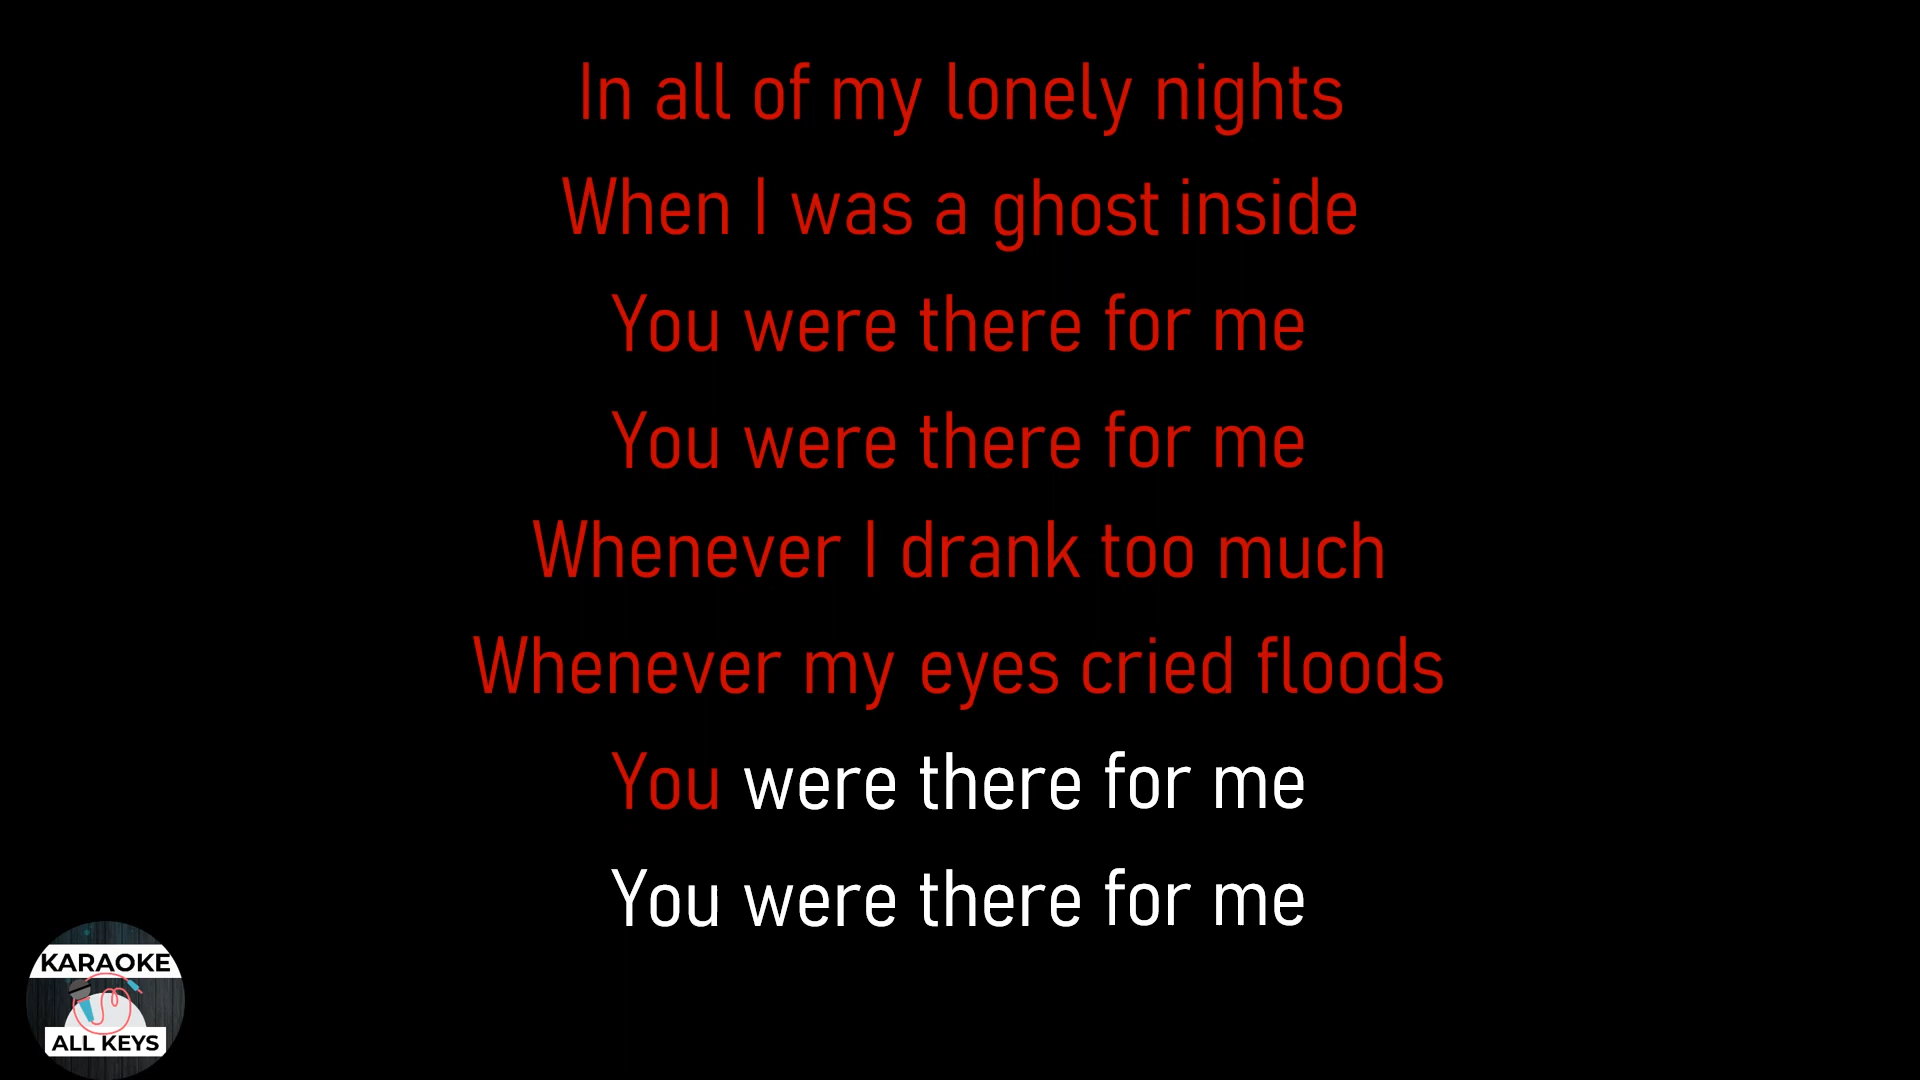 In all of my lonely nights
When I was a ghost inside
You were there for me
You were there for me
Whenever I drank too much
Whenever my eyes cried floods
You were there for me
You were there for me
KARAOKE
ALL KEYS